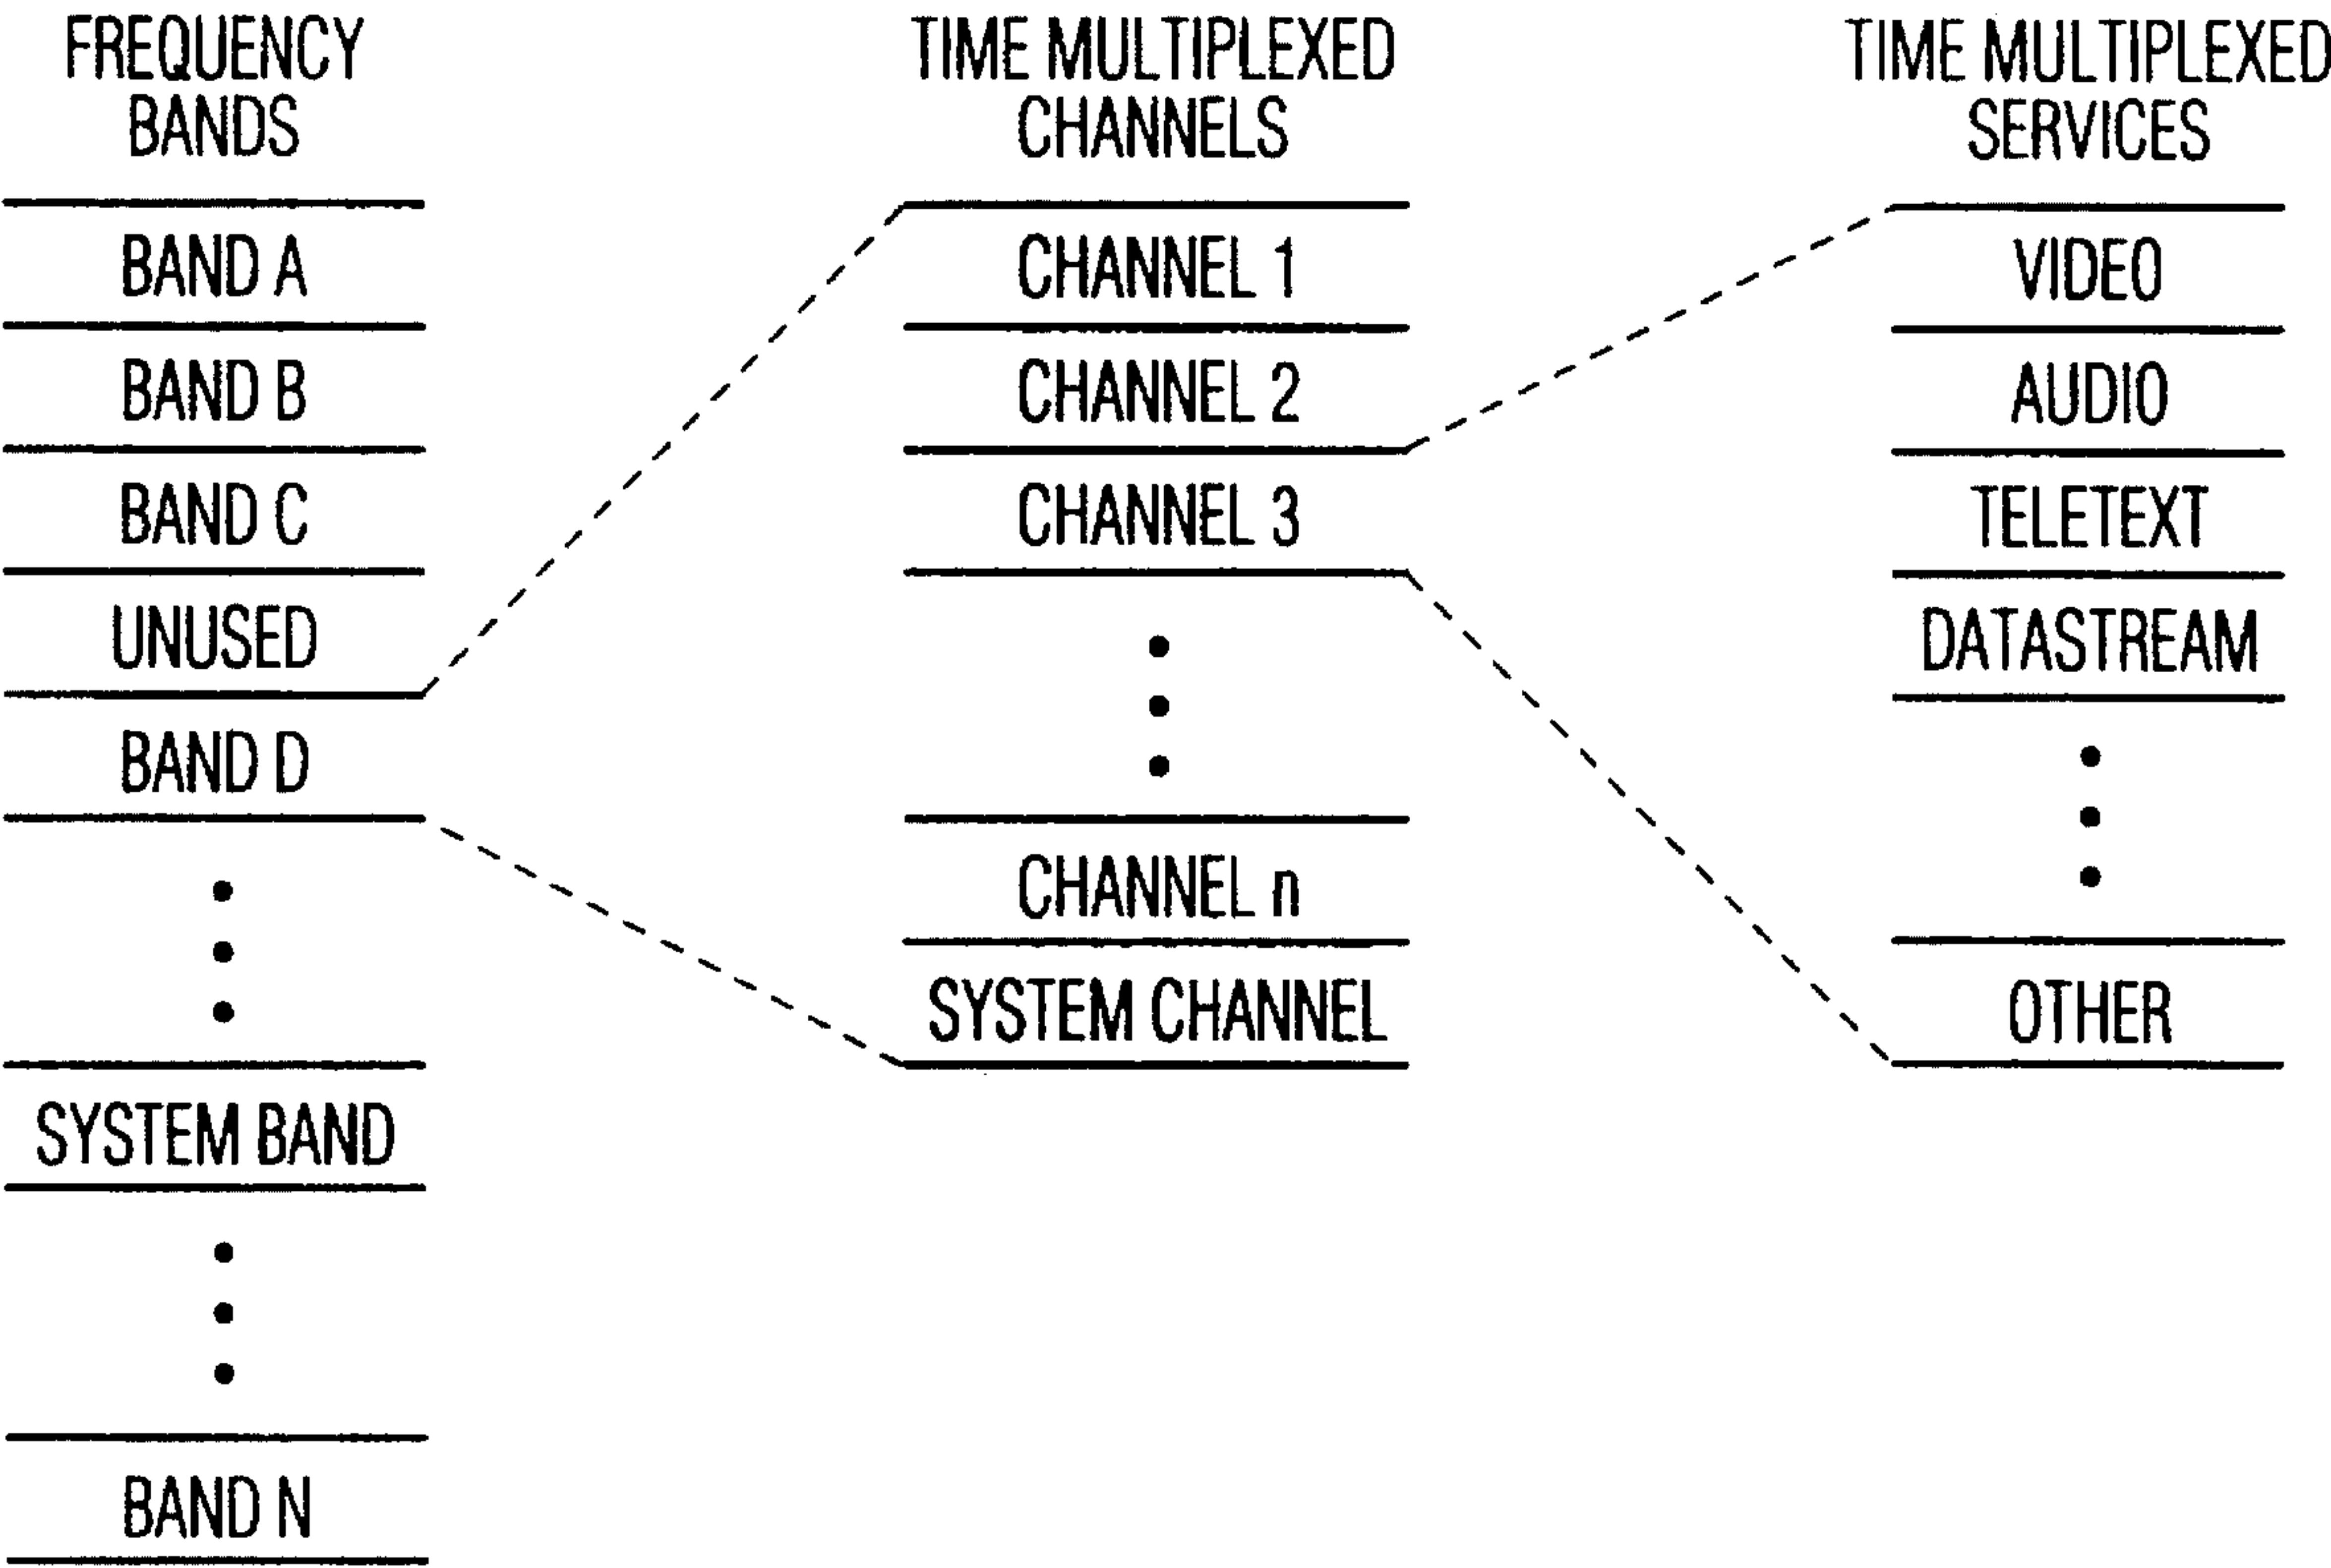 FREQUENCY
BANDS
BAND A
BAND B
BAND C
UNUSED
BAND D
SYSTEM BAND
BAND N
TIME MULTIPLEXED
CHANNELS
CHANNEL 1
CHANNEL 2
CHANNEL 3
CHANNEL n
SYSTEM CHANNEL
TIME MULTIPLEXED
SERVICES
VIDEO
AUDIO
TELETEXT
DATASTREAM
OTHER